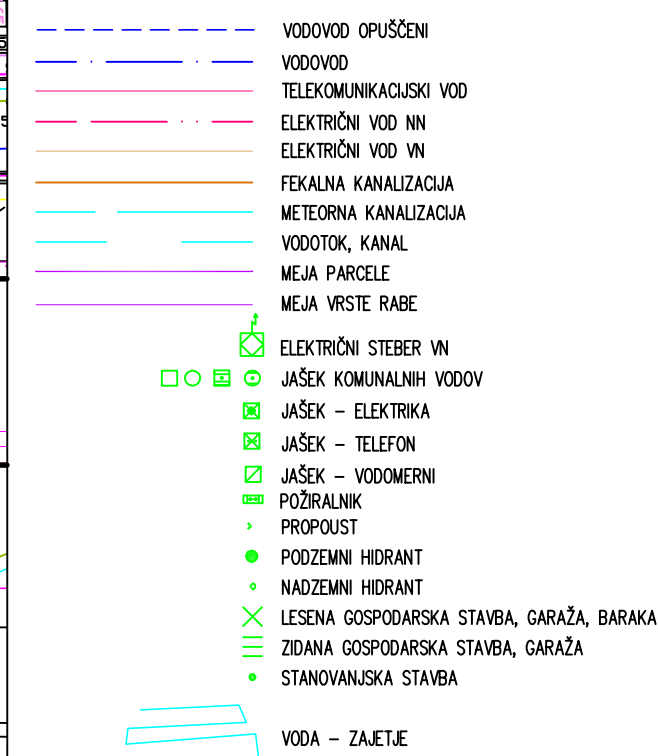 VODOVOD OPUŠČENI
VODOVOD
TELEKOMUNIKACIJSKI VOD
ELEKTRIČNI VOD NN
ELEKTRIČNI VOD VN
FEKALNA KANALIZACIJA
METEORNA KANALIZACIJA
VODOTOK, KANAL
MEJA PARCELE
MEJA VRSTE RABE
ELEKTRIČNI STEBER VN
JAŠEK KOMUNALNIH VODOV
JAŠEK – ELEKTRIKA
JAŠEK – TELEFON
JAŠEK – VODOMERNI
POŽIRALNIK
PROPOUST
PODZEMNI HIDRANT
NADZEMNI HIDRANT
LESENA GOSPODARSKA STAVBA, GARAŽA, BARAKA
ZIDANA GOSPODARSKA STAVBA, GARAŽA
STANOVANJSKA STAVBA
VODA – ZAJETJE